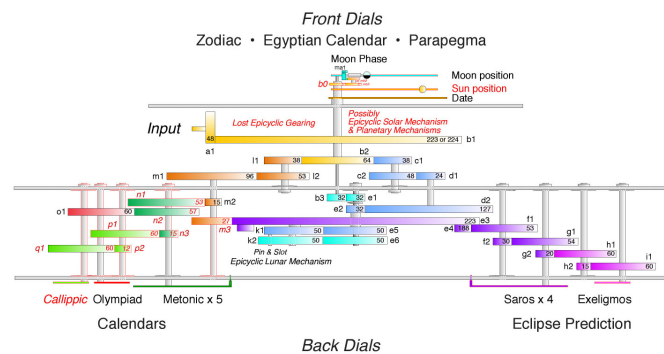 Front Dials
Zodiac • Egyptian Calendar • Parapegma
Moon Phase
ma1
Moon position
b0
Sun position
Date
Input
Lost Epicyclic Gearing
Possibly
Epicyclic Solar Mechanism
& Planetary Mechanisms
48
223 or 224
b1
a1
b2
l1
38
64
38
c1
m1
96
53
l2
c2
48
24
d1
n1
53
15
m2
b3
32
32
e1
d2
o1
60
57
e2
32
127
n2
27
223
e3
f1
p1
60
15
n3
m3
k1
50
50
e5
e4
188
53
g1
q1
60
12
p2
k2
50
50
e6
f2
30
54
h1
Pin & Slot
Epicyclic Lunar Mechanism
g2
20
60
i1
h2
15
60
Callippic
Olympiad
Metonic x 5
Saros x 4
Exeligmos
Calendars
Eclipse Prediction
Back Dials